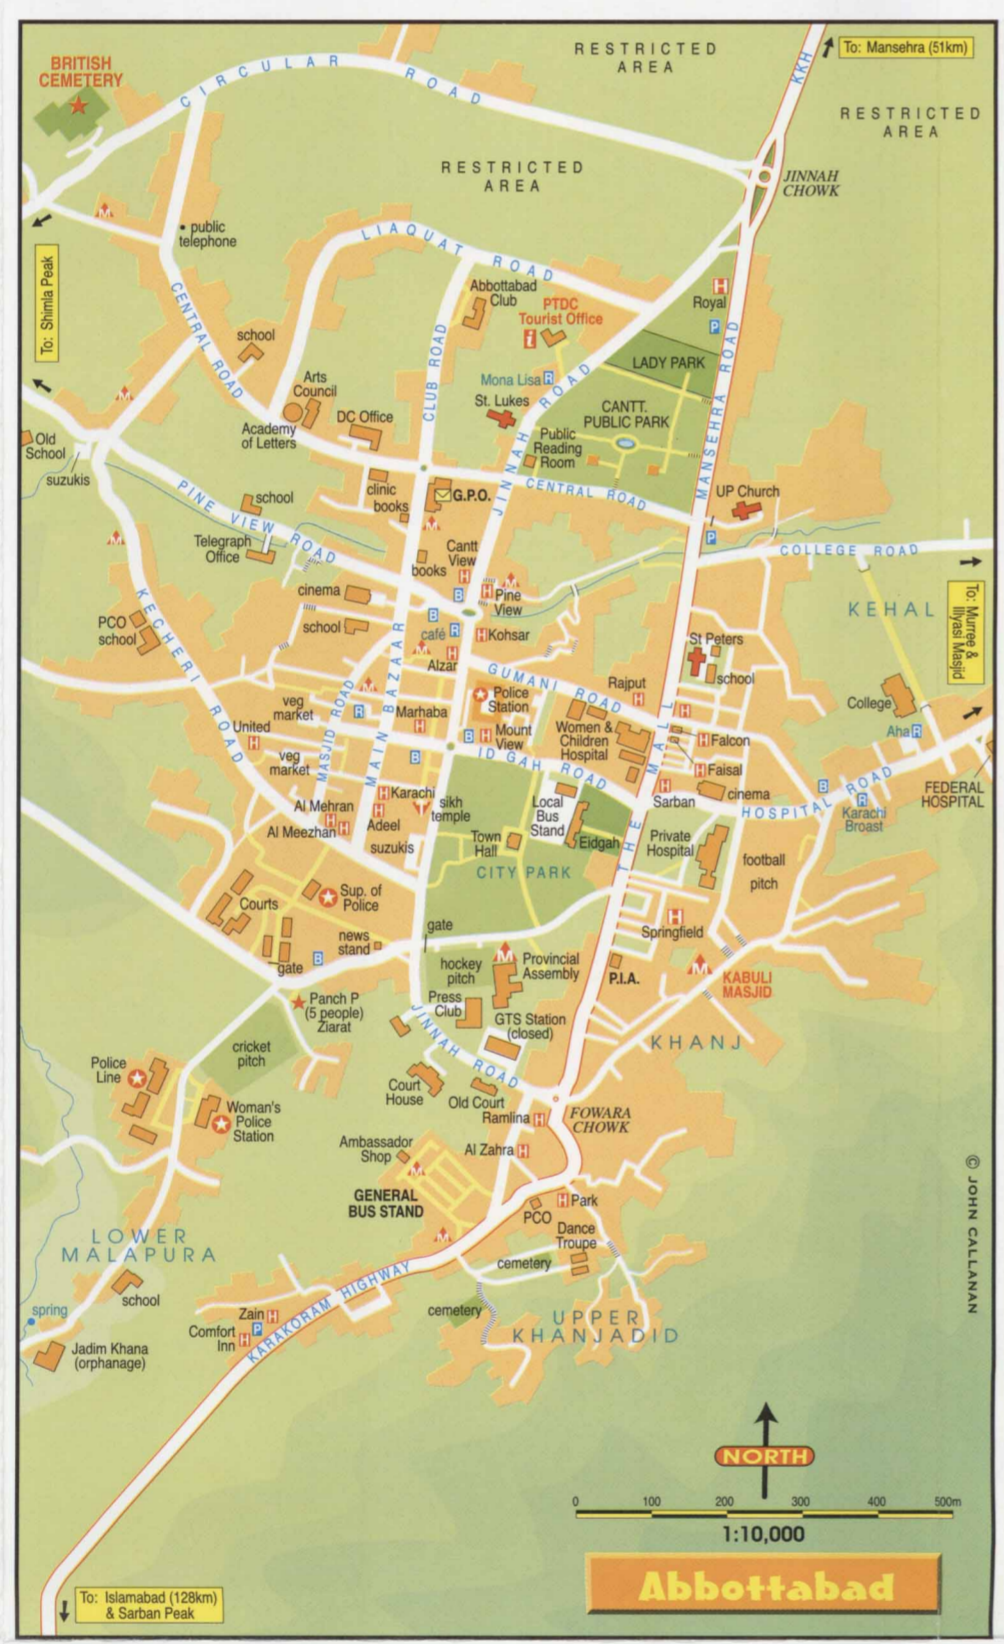 RESTRICTED
AREA
To: Mansehra (51km)
KKH
BRITISH
CEMETERY
CIRCULAR ROAD
RESTRICTED
AREA
RESTRICTED
AREA
JINNAH
CHOWK
M
public
telephone
LIAQUAT ROAD
To: Shimla Peak
Abbottabad
Club
H
Royal
P
PTDC
Tourist Office
i
CENTRAL ROAD
school
LADY PARK
CLUB ROAD
Mona Lisa R
Arts
Council
St. Lukes
CANTT.
PUBLIC PARK
M
DC Office
Academy
of Letters
JINNAH ROAD
Public
Reading
Room
MANSEHRA ROAD
Old
School
suzukis
clinic
books
G.P.O.
CENTRAL ROAD
UP Church
PINE VIEW ROAD
school
M
P
M
Telegraph
Office
Cantt
View
H
books
COLLEGE ROAD
To: Murree &
Illyasi Masjid
cinema
B
H Pine
View
M
KEHAL
PCO
school
KECHERI ROAD
school
B
café R
H Kohsar
M
Alzar H
St Peters
school
GUMANI ROAD
M
Police
Station
Rajput
H
College
veg
market
MASJID ROAD
R
MAIN BAZAAR
Marhaba
H
B H Mount
View
Women &
Children
Hospital
H
H Falcon
Aha R
United
H
veg
market
B
ID GAH ROAD
THE MALL
H Faisal
H
Sarban
cinema
B
HOSPITAL ROAD
R
Karachi
Broast
FEDERAL
HOSPITAL
H Karachi
Al Mehran
H
Al Meezhan H
H
Adeel
suzukis
sikh
temple
Local
Bus
Stand
Eidgah
Town
Hall
CITY PARK
Private
Hospital
football
pitch
Sup. of
Police
Courts
gate
news
stand
H
Springfield
gate
B
hockey
pitch
M
Provincial
Assembly
P.I.A.
M
KABULI
MASJID
Panch P
(5 people)
Ziarat
Press
Club
GTS Station
(closed)
KHANJ
cricket
pitch
JINNAH ROAD
Police
Line
Court
House
Old Court
Woman's
Police
Station
Ramlina H
FOWARA
CHOWK
Ambassador
Shop
Al Zahra H
M
GENERAL
BUS STAND
H Park
PCO
Dance
Troupe
M
© JOHN CALLANAN
LOWER
MALAPURA
cemetery
school
KARAKORAM HIGHWAY
cemetery
spring
Zain H
Comfort
Inn H
P
UPPER
KHANJADID
Jadim Khana
(orphanage)
NORTH
0 100 200 300 400 500m
1:10,000
Abbottabad
To: Islamabad (128km)
& Sarban Peak